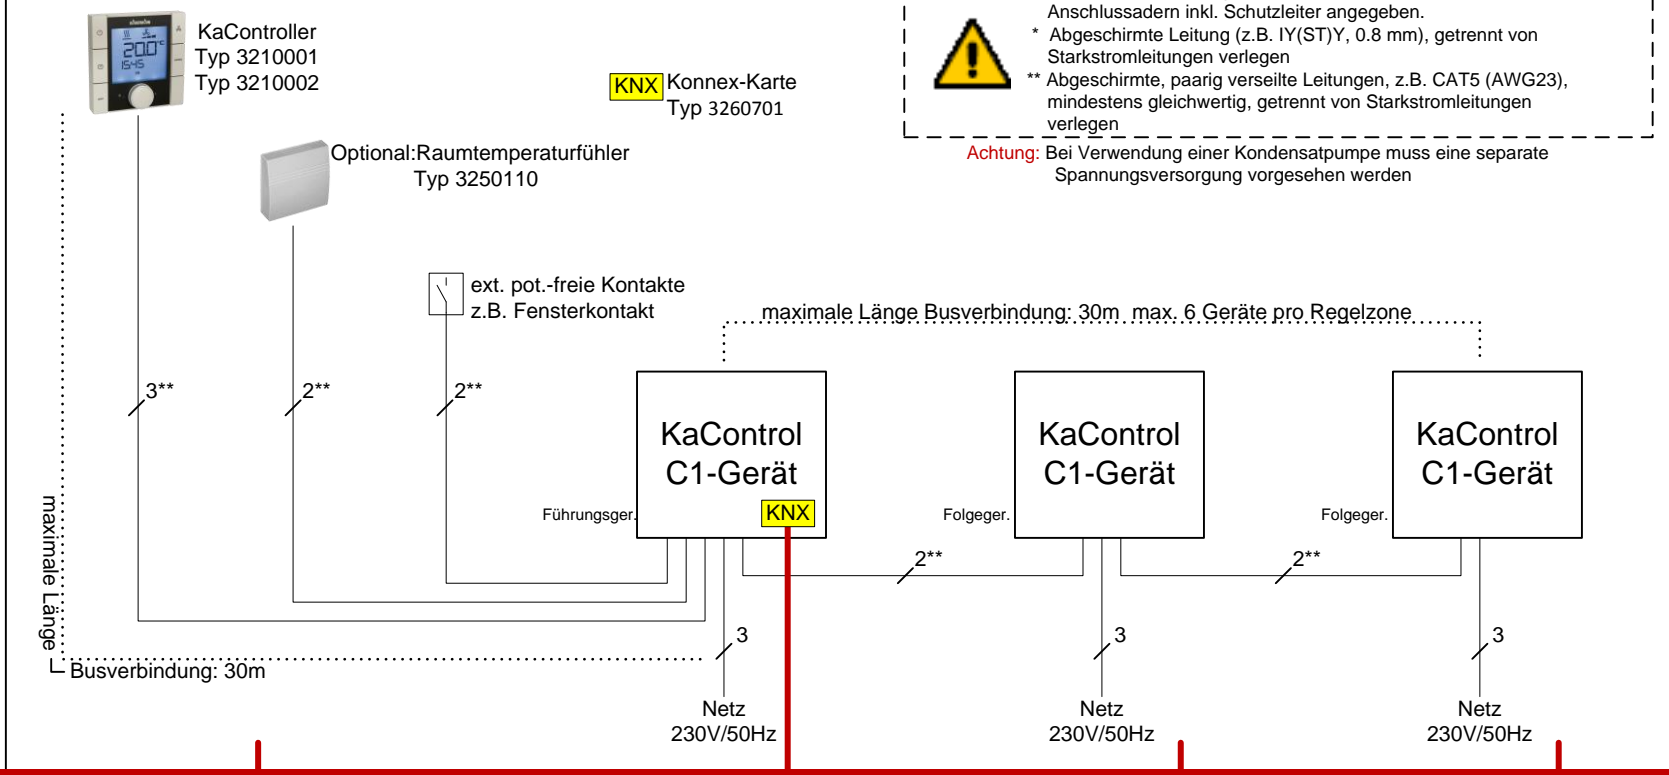 KaController
Typ 3210001
Typ 3210002
20.0°C
15:45
KNX Konnex-Karte
Typ 3260701
Anschlussadern inkl. Schutzleiter angegeben.
* Abgeschirmte Leitung (z.B. IY(ST)Y, 0.8 mm), getrennt von
Starkstromleitungen verlegen
** Abgeschirmte, paarig verseilte Leitungen, z.B. CAT5 (AWG23),
mindestens gleichwertig, getrennt von Starkstromleitungen
verlegen
Achtung: Bei Verwendung einer Kondensatpumpe muss eine separate
Spannungsversorgung vorgesehen werden
Optional:Raumtemperaturfühler
Typ 3250110
ext. pot.-freie Kontakte
z.B. Fensterkontakt
maximale Länge Busverbindung: 30m max. 6 Geräte pro Regelzone
3**
2**
2**
KaControl
C1-Gerät
KNX
Führungsger.
KaControl
C1-Gerät
Folgeger.
KaControl
C1-Gerät
Folgeger.
2**
2**
maximale Länge
Busverbindung: 30m
3
3
3
Netz
230V/50Hz
Netz
230V/50Hz
Netz
230V/50Hz